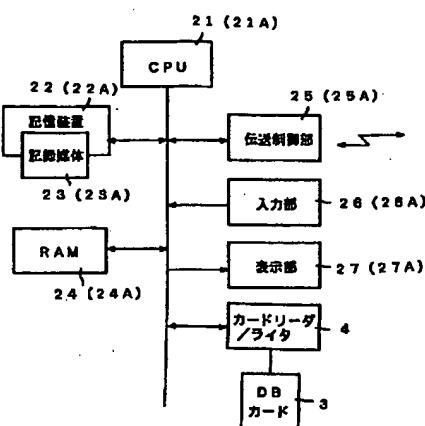 21 (21A)
CPU
22 (22A)
記憶装置
記録媒体
23 (23A)
RAM
24 (24A)
25 (25A)
伝送制御部
入力部
26 (26A)
表示部
27 (27A)
カードリーダ
/ライタ
4
DB
カード
3